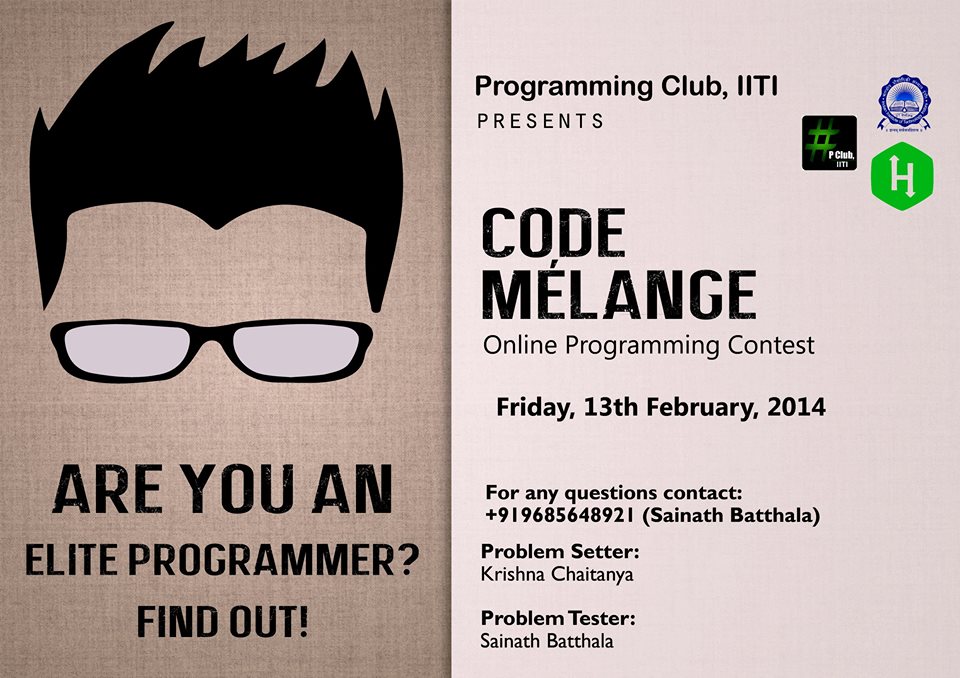 ARE YOU AN
ELITE PROGRAMMER?
FIND OUT!
Programming Club, IITI
PRESENTS
#
P Club,
IITI
H
CODE
MÉLANGE
Online Programming Contest
Friday, 13th February, 2014
For any questions contact:
+919685648921 (Sainath Batthala)
Problem Setter:
Krishna Chaitanya
Problem Tester:
Sainath Batthala